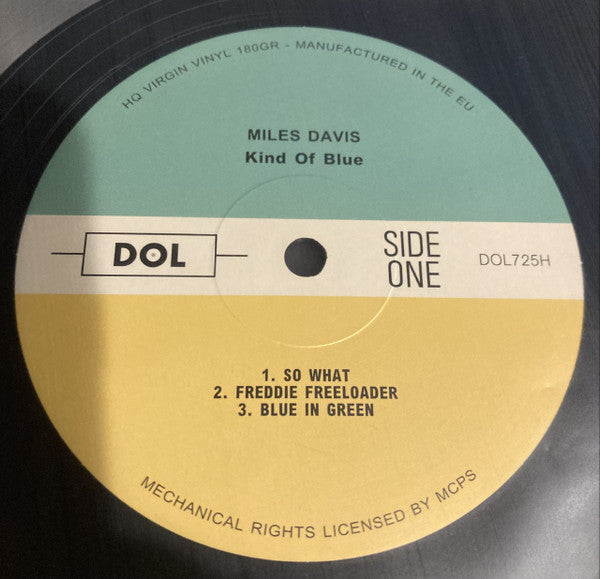 HQ VIRGIN VINYL 180GR - MANUFACTURED IN THE EU
MILES DAVIS
Kind Of Blue
DOL
SIDE
ONE
DOL725H
1. SO WHAT
2. FREDDIE FREELOADER
3. BLUE IN GREEN
MECHANICAL RIGHTS LICENSED BY MCPS